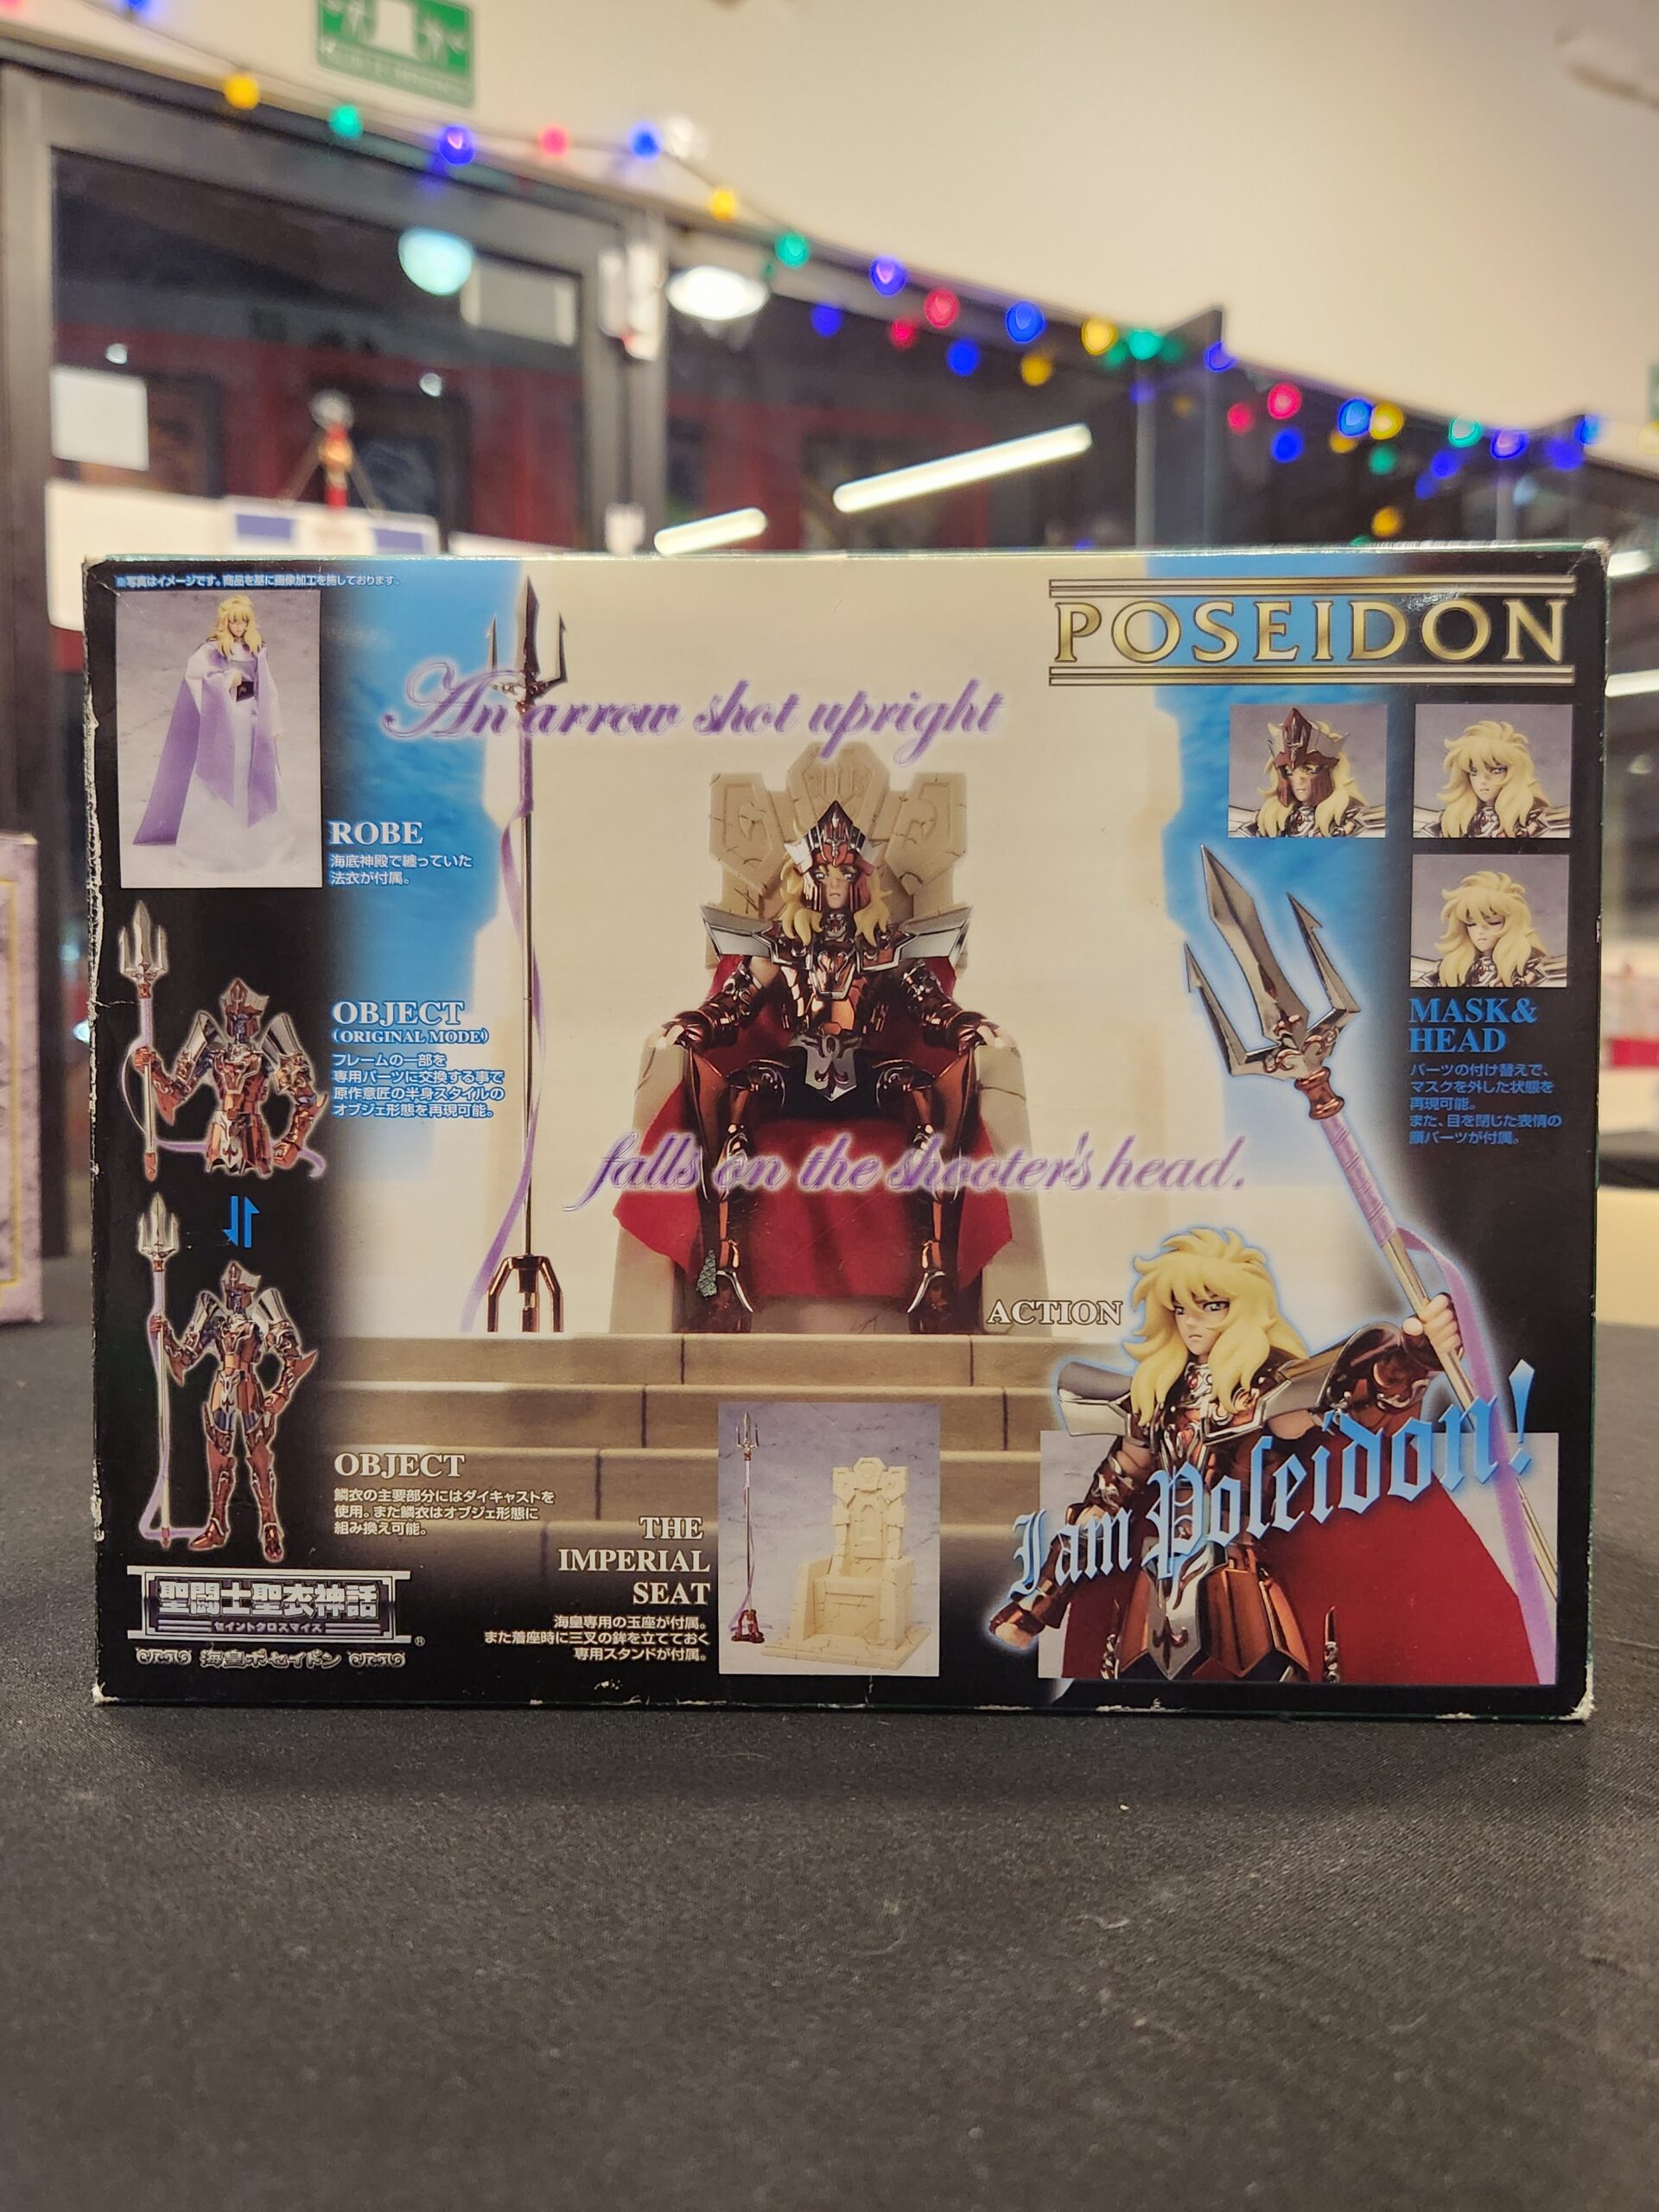 ※写真はイメージです。商品を基に画像加工を施しております。
POSEIDON
An arrow shot upright
ROBE
海底神殿で纏っていた
法衣が付属。
OBJECT
(ORIGINAL MODE)
フレームの一部を
専用パーツに交換する事で
原作意匠の半身スタイルの
オブジェ形態を再現可能。
MASK&
HEAD
パーツの付け替えで、
マスクを外した状態を
再現可能。
また、目を閉じた表情の
顔パーツが付属。
falls on the shooter's head.
ACTION
I am Poseidon!
OBJECT
鱗衣の主要部分にはダイキャストを
使用。また鱗衣はオブジェ形態に
組み換え可能。
THE
IMPERIAL
SEAT
海皇専用の玉座が付属。
また着座時に三叉の鉾を立てておく
専用スタンドが付属。
聖闘士聖衣神話
セイントクロスマイス
®
海皇ポセイドン